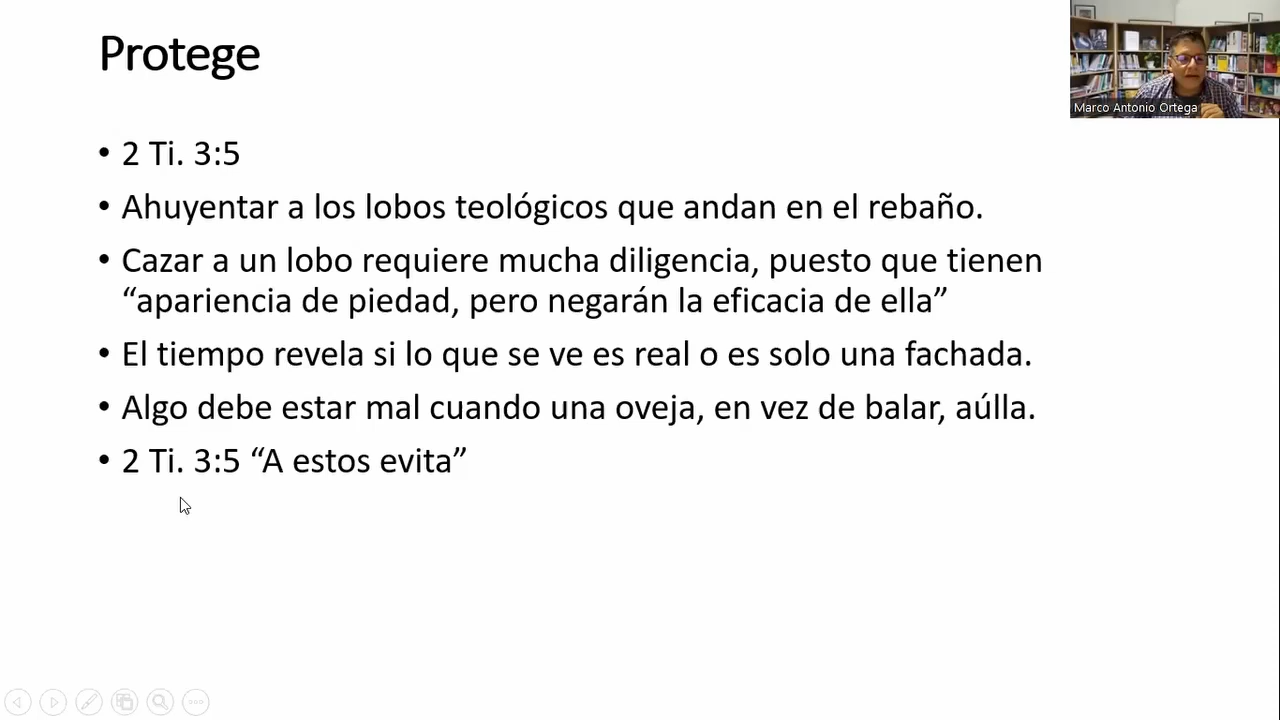 Protege
Marco Antonio Ortega
• 2 Ti. 3:5
• Ahuyentar a los lobos teológicos que andan en el rebaño.
• Cazar a un lobo requiere mucha diligencia, puesto que tienen
“apariencia de piedad, pero negarán la eficacia de ella”
• El tiempo revela si lo que se ve es real o es solo una fachada.
• Algo debe estar mal cuando una oveja, en vez de balar, aúlla.
• 2 Ti. 3:5 “A estos evita”